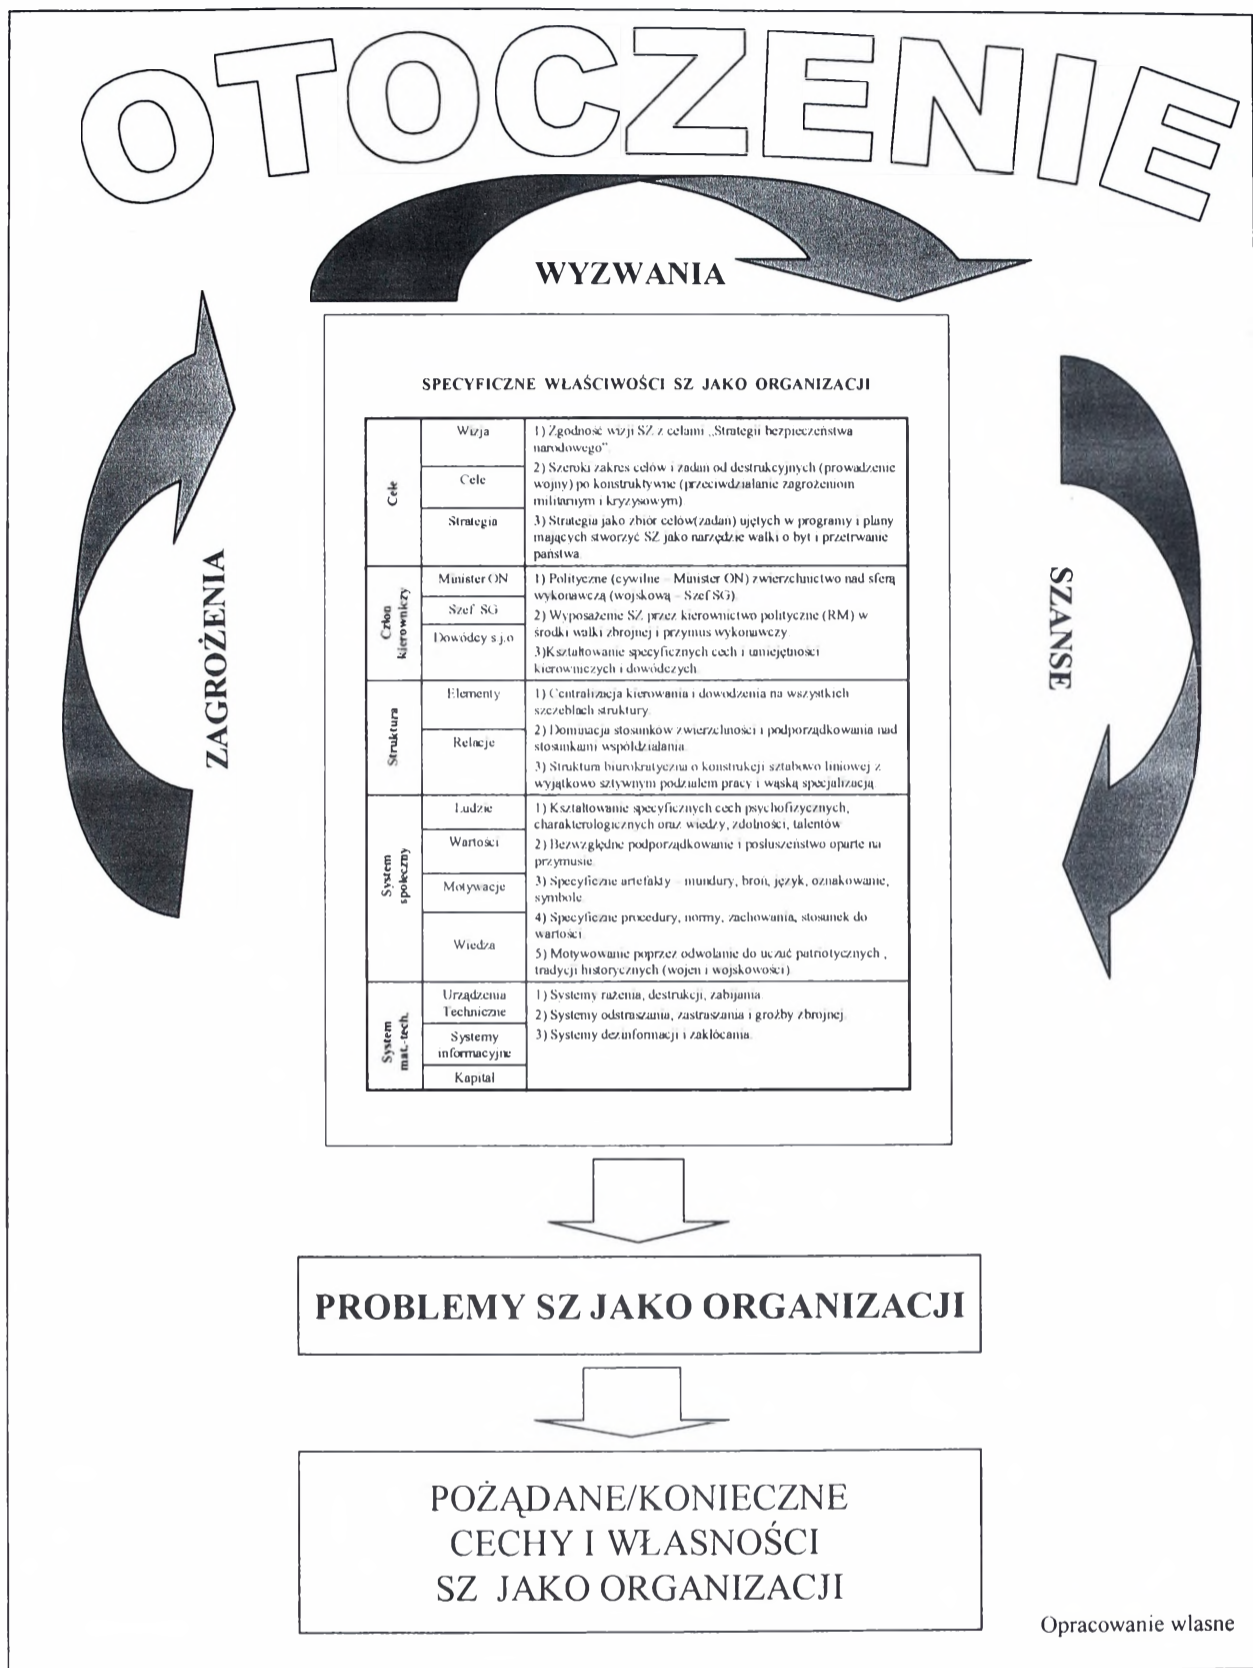 OTOCZENIE
WYZWANIA
ZAGROŻENIA
SZANSE
SPECYFICZNE WŁAŚCIWOŚCI SZ JAKO ORGANIZACJI
Cele
Wizja
Cele
Strategia
1) Zgodność wizji SZ z celami „Strategii bezpieczeństwa
narodowego”.
2) Szeroki zakres celów i zadań od destrukcyjnych (prowadzenie
wojny) po konstruktywne (przeciwdziałanie zagrożeniom
militarnym i kryzysowym)
3) Strategia jako zbiór celów(zadań) ujętych w programy i plany
mających stworzyć SZ jako narzędzie walki o byt i przetrwanie
państwa.
Człon
kierowniczy
Minister ON
Szef SG
Dowódcy s j.o
1) Polityczne (cywilne – Minister ON) zwierzchnictwo nad sferą
wykonawczą (wojskową – Szef SG).
2) Wyposażenie SZ przez kierownictwo polityczne (RM) w
środki walki zbrojnej i przymus wykonawczy
3)Kształtowanie specyficznych cech i umiejętności
kierowniczych i dowódczych.
Struktura
Elementy
Relacje
1) Centralizacja kierowania i dowodzenia na wszystkich
szczeblach struktury.
2) Dominacja stosunków zwierzchności i podporządkowania nad
stosunkami współdziałania.
3) Struktura biurokratyczna o konstrukcji sztabowo liniowej z
wyjątkowo sztywnym podziałem pracy i wąską specjalizacją
System
społeczny
Ludzie
Wartości
Motywacje
Wiedza
1) Kształtowanie specyficznych cech psychofizycznych,
charakterologicznych oraz wiedzy, zdolności, talentów
2) Bezwzględne podporządkowanie i posłuszeństwo oparte na
przymusie.
3) Specyficzne artefakty – mundury, broń, język, oznakowanie,
symbole.
4) Specyficzne procedury, normy, zachowania, stosunek do
wartości.
5) Motywowanie poprzez odwołanie do uczuć patriotycznych ,
tradycji historycznych (wojen i wojskowości)
System
mat.-tech.
Urządzenia
Techniczne
Systemy
informacyjne
Kapitał
1) Systemy rażenia, destrukcji, zabijania.
2) Systemy odstraszania, zastraszania i groźby zbrojnej.
3) Systemy dezinformacji i zakłócania.
PROBLEMY SZ JAKO ORGANIZACJI
POŻĄDANE/KONIECZNE
CECHY I WŁASNOŚCI
SZ JAKO ORGANIZACJI
Opracowanie wlasne